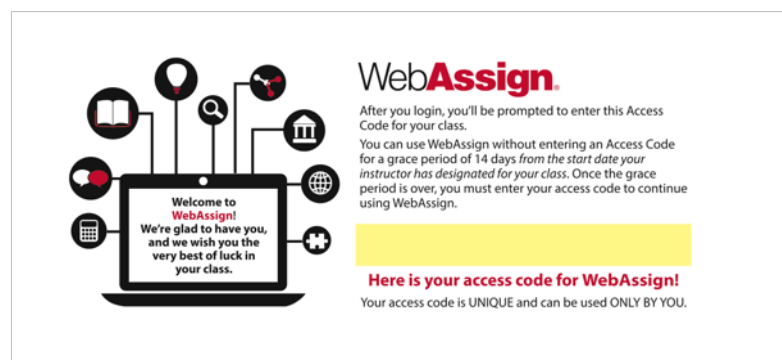 WebAssign.
After you login, you'll be prompted to enter this Access
Code for your class.
You can use WebAssign without entering an Access Code
for a grace period of 14 days from the start date your
instructor has designated for your class. Once the grace
period is over, you must enter your access code to continue
using WebAssign.
Welcome to
WebAssign!
We're glad to have you,
and we wish you the
very best of luck in
your class.
Here is your access code for WebAssign!
Your access code is UNIQUE and can be used ONLY BY YOU.